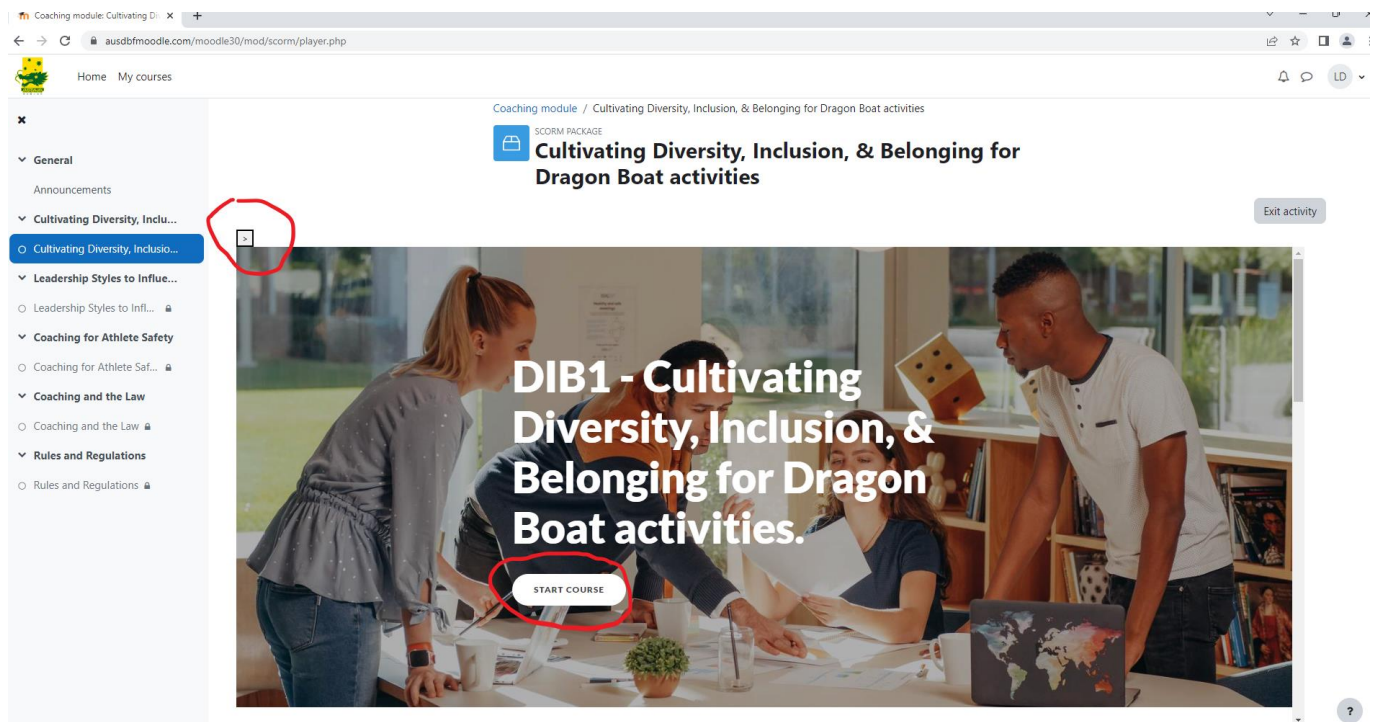 Coaching module: Cultivating Di
ausdbfmoodle.com/moodle30/mod/scorm/player.php
Home My courses
LD
Coaching module / Cultivating Diversity, Inclusion, & Belonging for Dragon Boat activities
SCORM PACKAGE
Cultivating Diversity, Inclusion, & Belonging for
Dragon Boat activities
Exit activity
General
Announcements
Cultivating Diversity, Inclu...
Cultivating Diversity, Inclusio...
Leadership Styles to Influe...
Leadership Styles to Infl...
Coaching for Athlete Safety
Coaching for Athlete Saf...
Coaching and the Law
Coaching and the Law
Rules and Regulations
Rules and Regulations
>
DIB1 - Cultivating
Diversity, Inclusion, &
Belonging for Dragon
Boat activities.
START COURSE
?